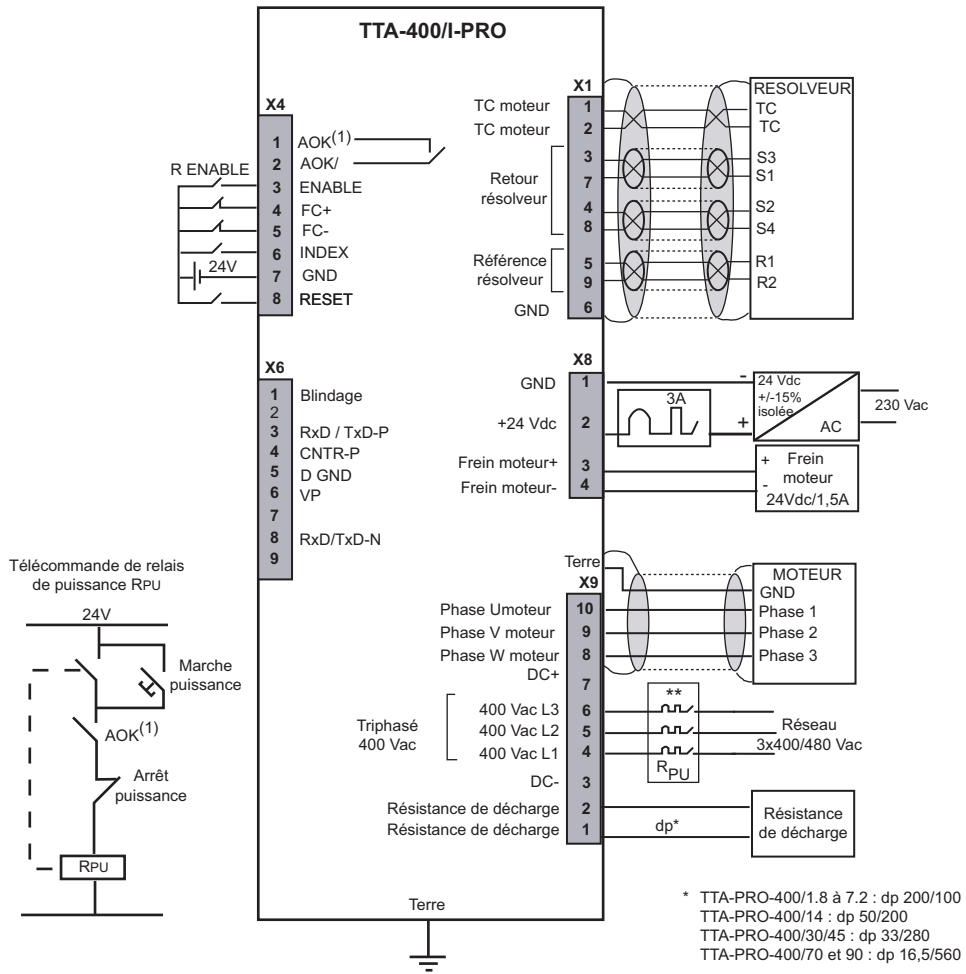 TTA-400/I-PRO
X4
1 AOK(1)
2 AOK/
R ENABLE
3 ENABLE
4 FC+
5 FC-
6 INDEX
24V
7 GND
8 RESET
X6
1 Blindage
2
3 RxD / TxD-P
4 CNTR-P
5 D GND
6 VP
7
8 RxD/TxD-N
9
X1
TC moteur 1
TC moteur 2
3
Retour
résolveur
7
4
8
Référence
résolveur
5
9
GND 6
RESOLVEUR
TC
TC
S3
S1
S2
S4
R1
R2
X8
GND 1
+24 Vdc 2
Frein moteur+ 3
Frein moteur- 4
3A
-
+
24 Vdc
+/-15%
isolée
AC
230 Vac
+ Frein
moteur
-
24Vdc/1,5A
Terre
X9
Phase Umoteur 10
Phase V moteur 9
Phase W moteur 8
DC+ 7
Triphasé
400 Vac
400 Vac L3 6
400 Vac L2 5
400 Vac L1 4
DC- 3
Résistance de décharge 2
Résistance de décharge 1
MOTEUR
GND
Phase 1
Phase 2
Phase 3
**
RPU
Réseau
3x400/480 Vac
dp*
Résistance
de décharge
Terre
Télécommande de relais
de puissance RPU
24V
Marche
puissance
AOK(1)
Arrêt
puissance
RPU
* TTA-PRO-400/1.8 à 7.2 : dp 200/100
TTA-PRO-400/14 : dp 50/200
TTA-PRO-400/30/45 : dp 33/280
TTA-PRO-400/70 et 90 : dp 16,5/560